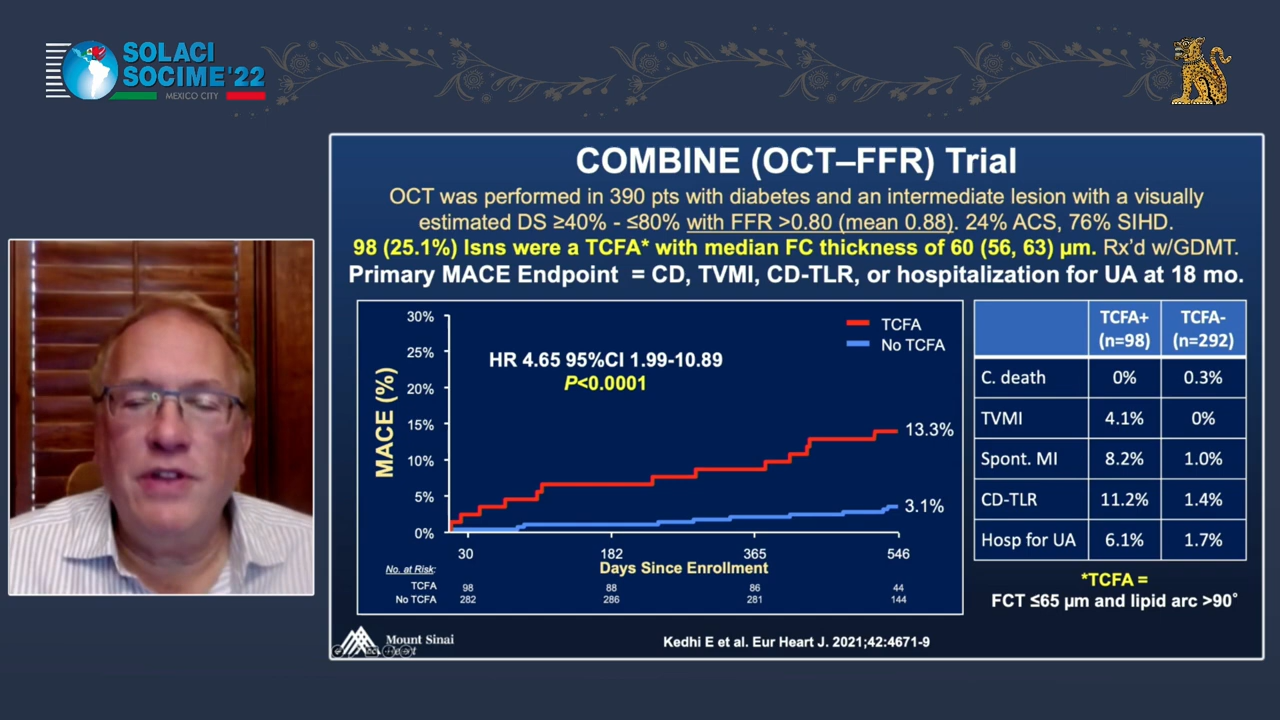 SOLACI
SOCIME'22
MEXICO CITY
COMBINE (OCT–FFR) Trial
OCT was performed in 390 pts with diabetes and an intermediate lesion with a visually
estimated DS ≥40% - ≤80% with FFR >0.80 (mean 0.88). 24% ACS, 76% SIHD.
98 (25.1%) lsns were a TCFA* with median FC thickness of 60 (56, 63) µm. Rx'd w/GDMT.
Primary MACE Endpoint = CD, TVMI, CD-TLR, or hospitalization for UA at 18 mo.
MACE (%)
30%
25%
20%
15%
10%
5%
0%
HR 4.65 95%CI 1.99-10.89
P<0.0001
TCFA
No TCFA
13.3%
3.1%
30 182 365 546
Days Since Enrollment
No. at Risk:
TCFA 98 88 86 44
No TCFA 282 286 281 144
TCFA+ (n=98) TCFA- (n=292)
C. death 0% 0.3%
TVMI 4.1% 0%
Spont. MI 8.2% 1.0%
CD-TLR 11.2% 1.4%
Hosp for UA 6.1% 1.7%
*TCFA =
FCT ≤65 µm and lipid arc >90°
Mount Sinai
Kedhi E et al. Eur Heart J. 2021;42:4671-9